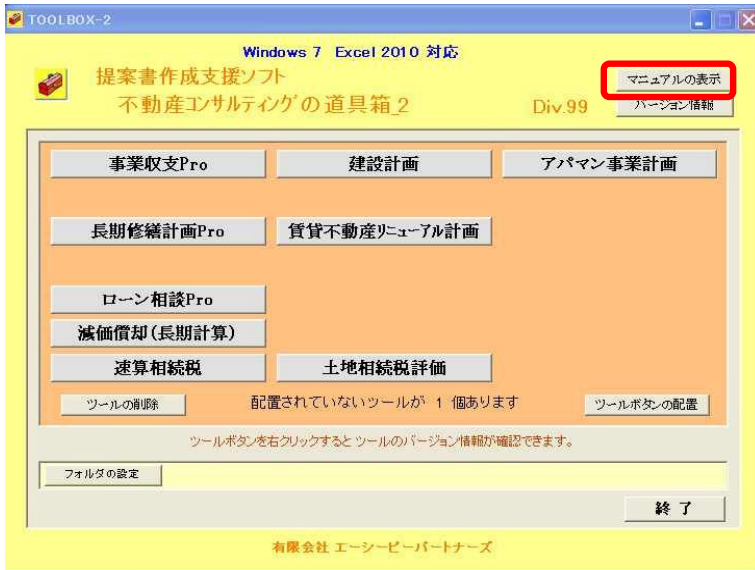 TOOLBOX-2
Windows 7 Excel 2010 対応
提案書作成支援ソフト
不動産コンサルティングの道具箱_2
Div.99
マニュアルの表示
バージョン情報
事業収支Pro
建設計画
アパマン事業計画
長期修繕計画Pro
賃貸不動産リニューアル計画
ローン相談Pro
減価償却(長期計算)
速算相続税
土地相続税評価
ツールの削除
配置されていないツールが 1 個あります
ツールボタンの配置
ツールボタンを右クリックするとツールのバージョン情報が確認できます。
フォルダの設定
終了
有限会社 エーシーピーパートナーズ